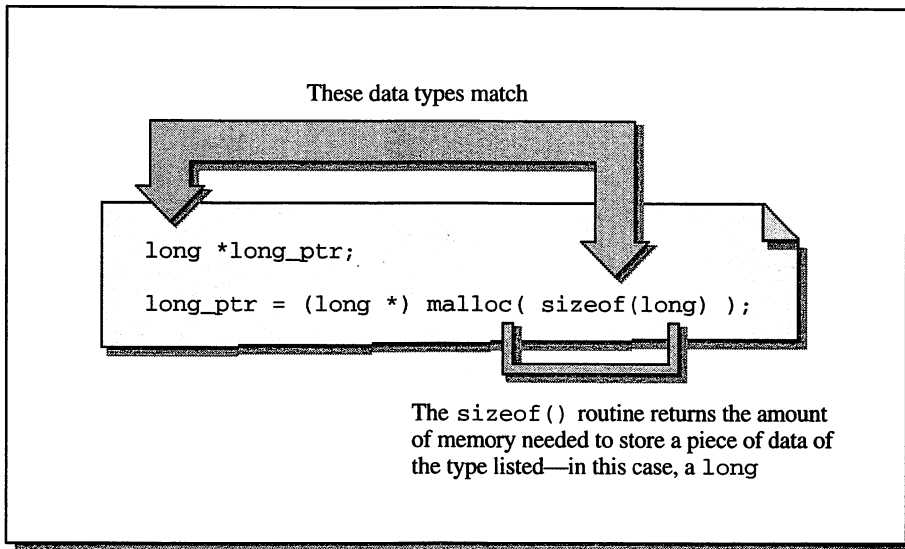 These data types match
long *long_ptr;
long_ptr = (long *) malloc( sizeof(long) );
The sizeof() routine returns the amount
of memory needed to store a piece of data of
the type listed—in this case, a long